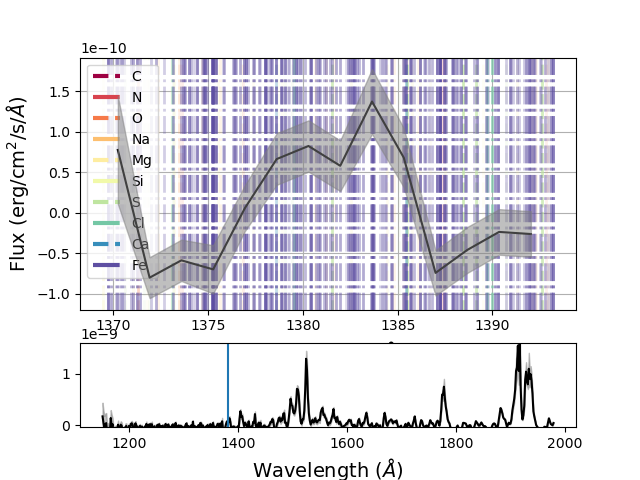 1e−10
Flux (erg/cm²/s/Å)
1.5
1.0
0.5
0.0
−0.5
−1.0
C
N
O
Na
Mg
Si
S
Cl
Ca
Fe
1370 1375 1380 1385 1390
1e−9
1
0
1200 1400 1600 1800 2000
Wavelength (Å)